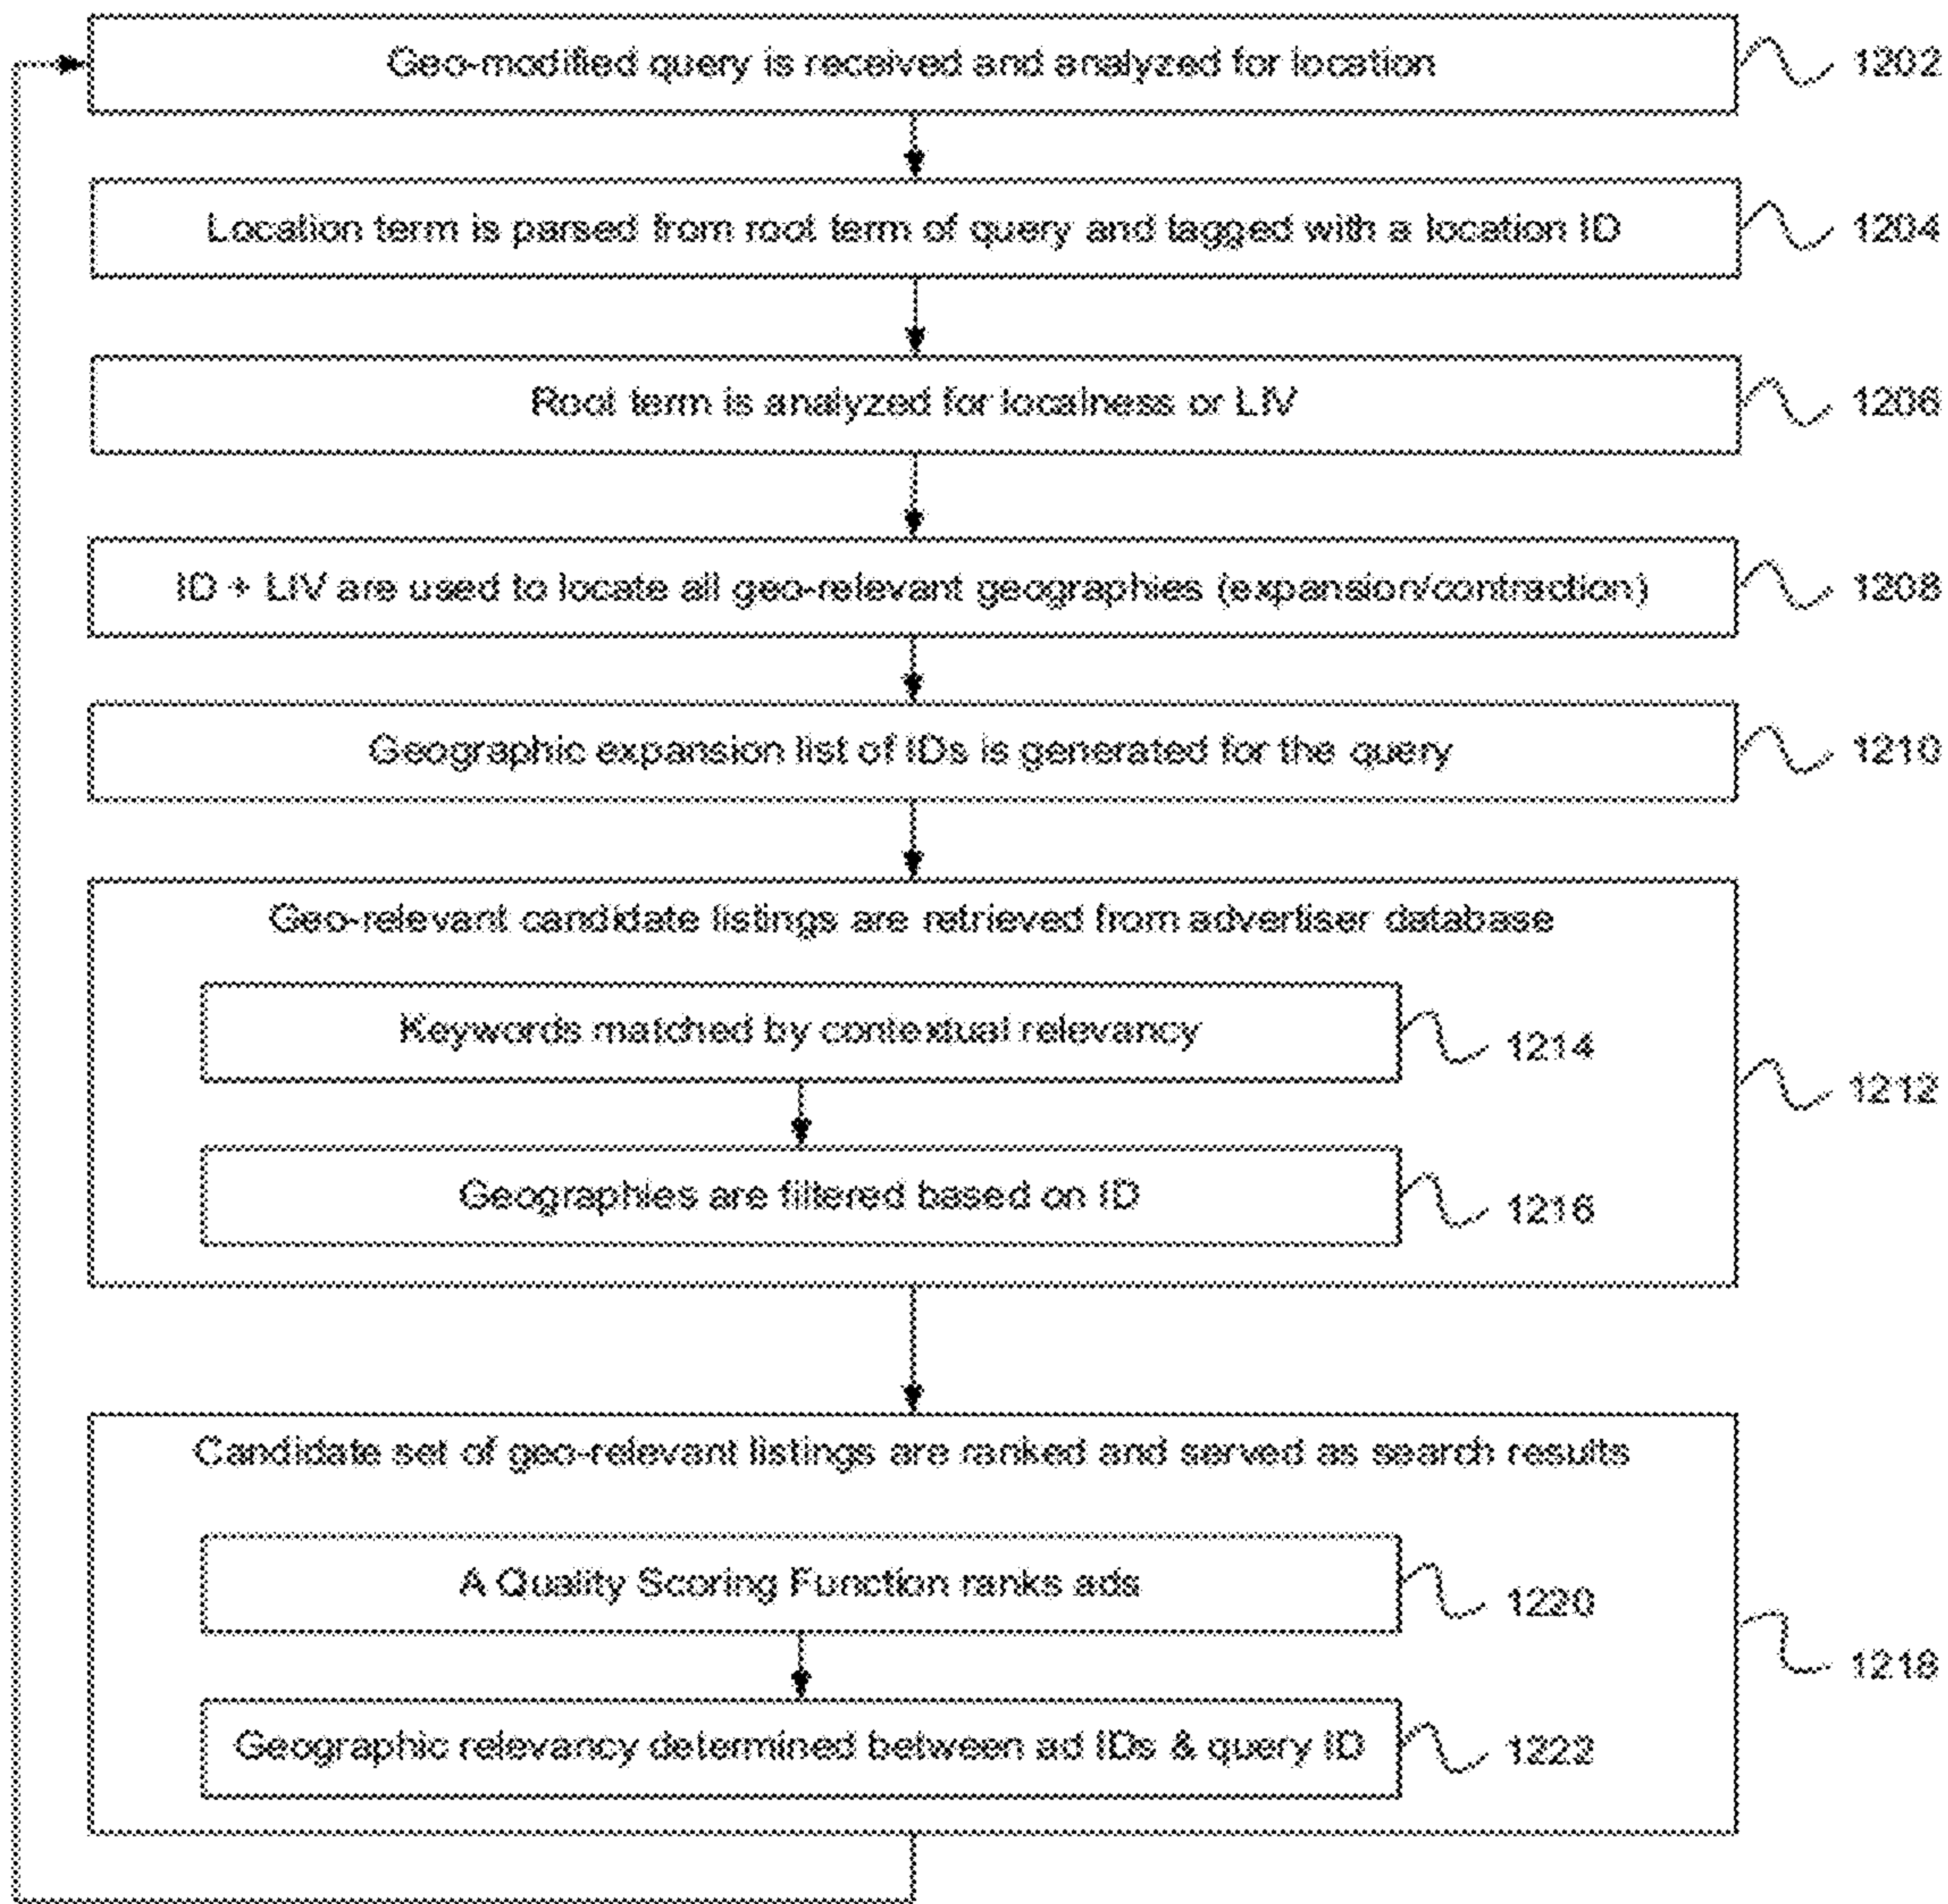 Geo-modified query is received and analyzed for location
1202
Location term is parsed from root term of query and tagged with a location ID
1204
Root term is analyzed for localness or LIV
1206
ID + LIV are used to locate all geo-relevant geographies (expansion/contraction)
1208
Geographic expansion list of IDs is generated for the query
1210
Geo-relevant candidate listings are retrieved from advertiser database
Keywords matched by contextual relevancy
1214
1212
Geographies are filtered based on ID
1216
Candidate set of geo-relevant listings are ranked and served as search results
A Quality Scoring Function ranks ads
1220
1218
Geographic relevancy determined between ad IDs & query ID
1222